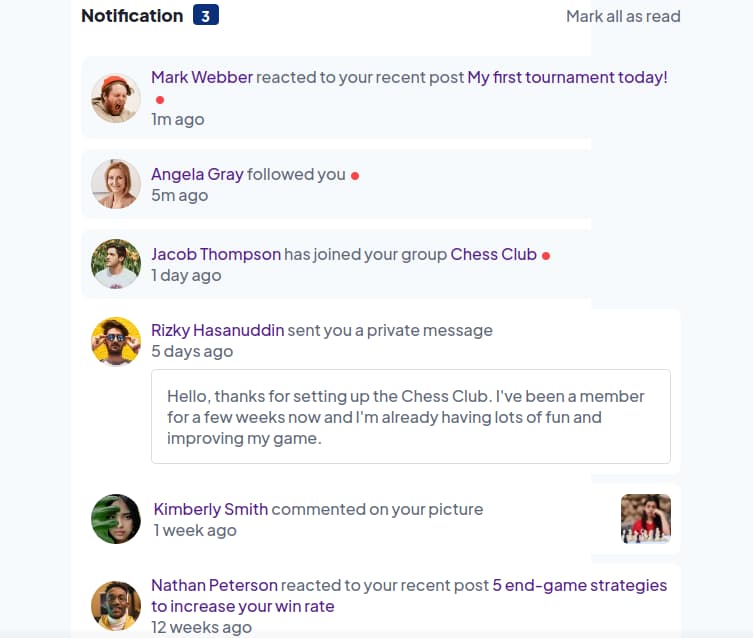 Notification 3
Mark all as read
Mark Webber reacted to your recent post My first tournament today!
1m ago
Angela Gray followed you
5m ago
Jacob Thompson has joined your group Chess Club
1 day ago
Rizky Hasanuddin sent you a private message
5 days ago
Hello, thanks for setting up the Chess Club. I've been a member
for a few weeks now and I'm already having lots of fun and
improving my game.
Kimberly Smith commented on your picture
1 week ago
Nathan Peterson reacted to your recent post 5 end-game strategies
to increase your win rate
12 weeks ago